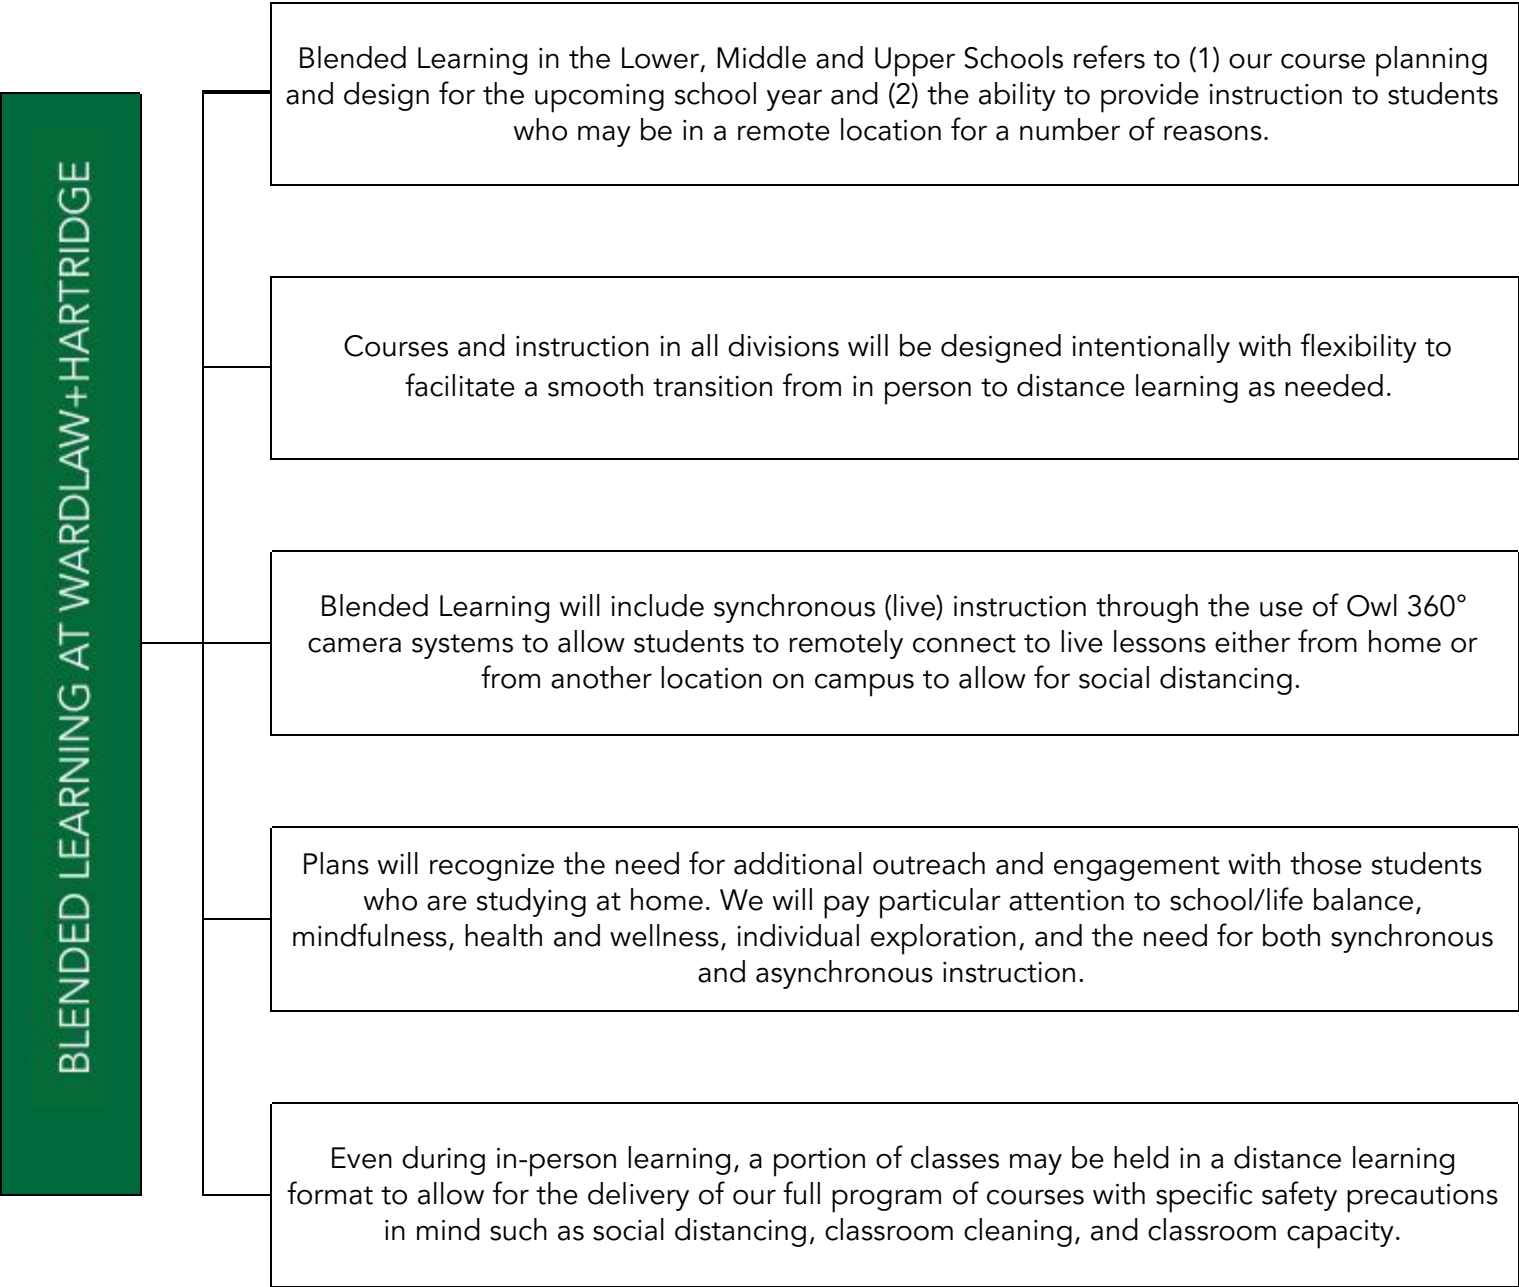 BLENDED LEARNING AT WARDLAW+HARTRIDGE
Blended Learning in the Lower, Middle and Upper Schools refers to (1) our course planning
and design for the upcoming school year and (2) the ability to provide instruction to students
who may be in a remote location for a number of reasons.
Courses and instruction in all divisions will be designed intentionally with flexibility to
facilitate a smooth transition from in person to distance learning as needed.
Blended Learning will include synchronous (live) instruction through the use of Owl 360°
camera systems to allow students to remotely connect to live lessons either from home or
from another location on campus to allow for social distancing.
Plans will recognize the need for additional outreach and engagement with those students
who are studying at home. We will pay particular attention to school/life balance,
mindfulness, health and wellness, individual exploration, and the need for both synchronous
and asynchronous instruction.
Even during in-person learning, a portion of classes may be held in a distance learning
format to allow for the delivery of our full program of courses with specific safety precautions
in mind such as social distancing, classroom cleaning, and classroom capacity.